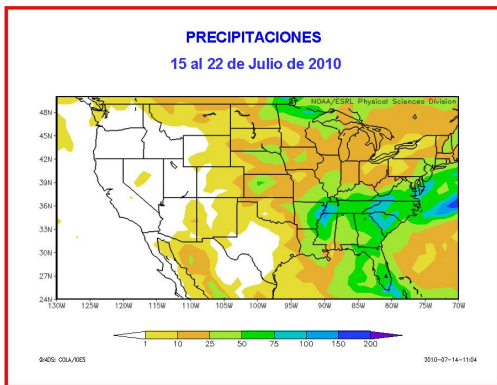 PRECIPITACIONES
15 al 22 de Julio de 2010
NOAA/ESRL Physical Sciences Division
48N
45N
42N
39N
36N
33N
30N
27N
24N
130W 125W 120W 115W 110W 105W 100W 95W 90W 85W 80W 75W 70W
1 10 25 50 75 100 150 200
GrADS: COLA/IGES
2010-07-14-11:04